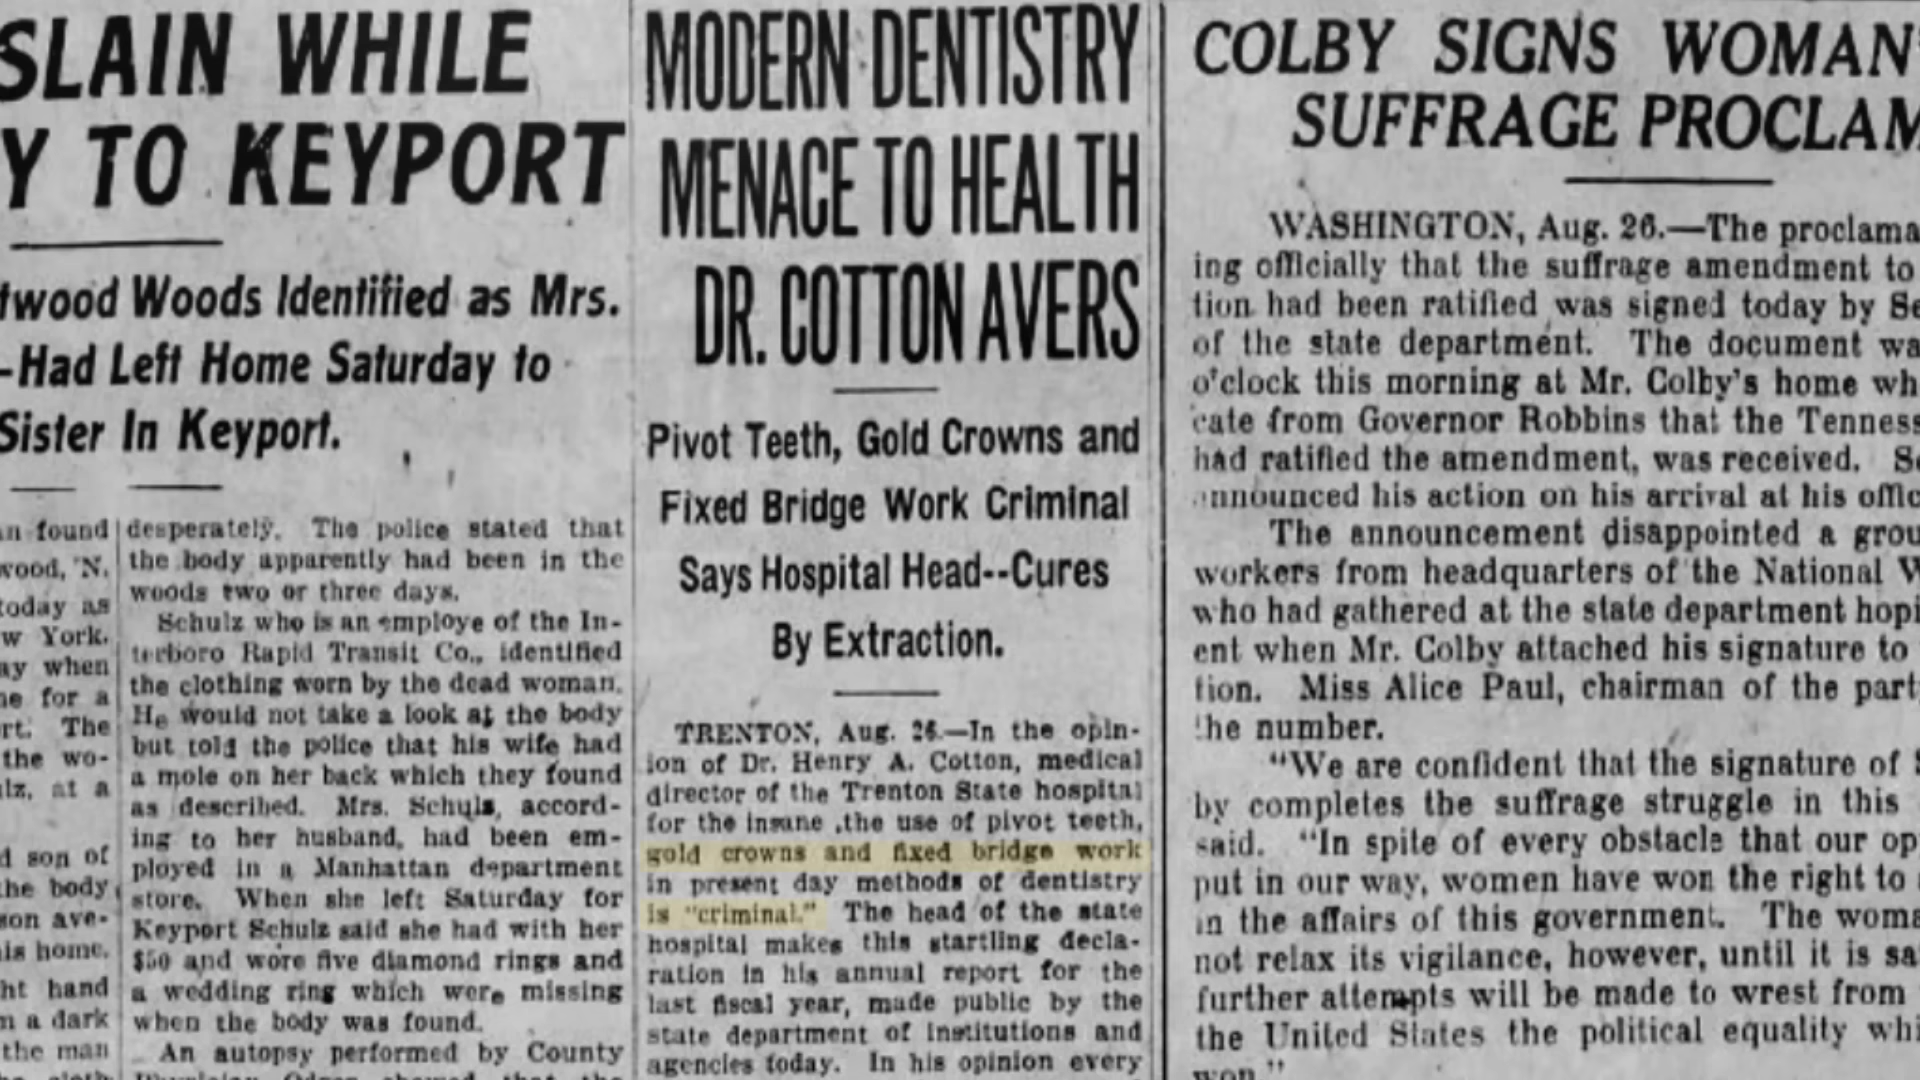 SLAIN WHILE
Y TO KEYPORT
twood Woods Identified as Mrs.
-Had Left Home Saturday to
Sister In Keyport.
an found
wood, N.
today as
w York.
ay when
me for a
rt. The
the wo-
ulz, at a
d son of
the body
son ave-
his home.
ht hand
n a dark
the man
desperately. The police stated that
the body apparently had been in the
woods two or three days.
Schulz who is an employe of the In-
terboro Rapid Transit Co., identified
the clothing worn by the dead woman.
He would not take a look at the body
but told the police that his wife had
a mole on her back which they found
as described. Mrs. Schuls, accord-
ing to her husband, had been em-
ployed in a Manhattan department
store. When she left Saturday for
Keyport Schulz said she had with her
$50 and wore five diamond rings and
a wedding ring which were missing
when the body was found.
An autopsy performed by County
MODERN DENTISTRY
MENACE TO HEALTH
DR. COTTON AVERS
Pivot Teeth, Gold Crowns and
Fixed Bridge Work Criminal
Says Hospital Head--Cures
By Extraction.
TRENTON, Aug. 26.—In the opin-
ion of Dr. Henry A. Cotton, medical
director of the Trenton State hospital
for the insane ,the use of pivot teeth,
gold crowns and fixed bridge work
in present day methods of dentistry
is "criminal." The head of the state
hospital makes this startling decla-
ration in his annual report for the
last fiscal year, made public by the
state department of institutions and
agencies today. In his opinion every
COLBY SIGNS WOMAN'
SUFFRAGE PROCLAM
WASHINGTON, Aug. 26.—The proclama
ing officially that the suffrage amendment to
tion had been ratified was signed today by Se
of the state department. The document wa
o'clock this morning at Mr. Colby's home wh
cate from Governor Robbins that the Tenness
had ratified the amendment, was received. Se
announced his action on his arrival at his offic
The announcement disappointed a grou
workers from headquarters of the National W
who had gathered at the state department hopi
ent when Mr. Colby attached his signature to
tion. Miss Alice Paul, chairman of the part
the number.
"We are confident that the signature of S
by completes the suffrage struggle in this
said. "In spite of every obstacle that our op
put in our way, women have won the right to
in the affairs of this government. The woma
not relax its vigilance, however, until it is sa
further attempts will be made to wrest from
the United States the political equality whi
won."